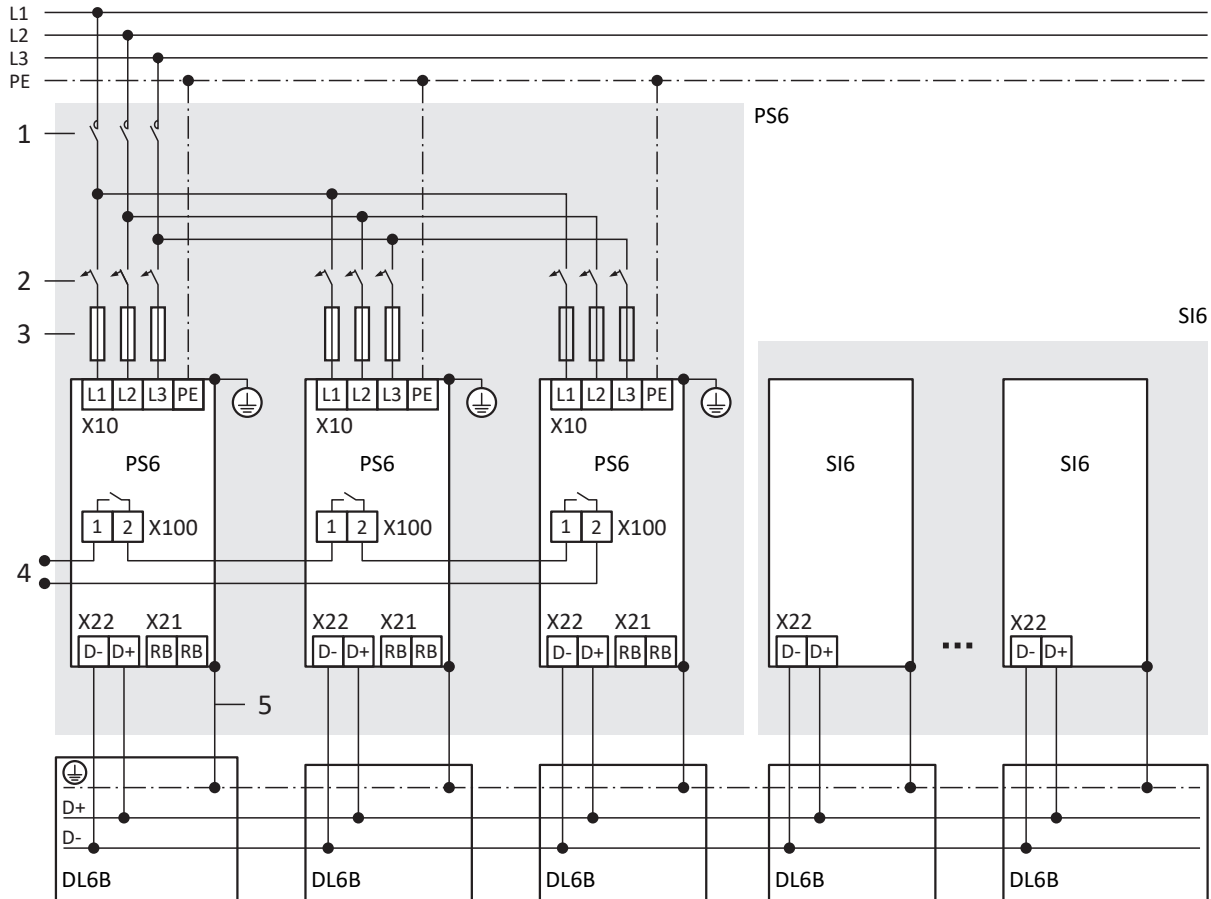 L1
L2
L3
PE
PS6
1
2
3
SI6
L1 L2 L3 PE L1 L2 L3 PE L1 L2 L3 PE
X10 X10 X10
PS6 PS6 PS6 SI6 SI6
1 2 X100 1 2 X100 1 2 X100
4
X22 X21 X22 X21 X22 X21 X22 X22
D- D+ RB RB D- D+ RB RB D- D+ RB RB D- D+ ... D- D+
5
D+
D-
DL6B DL6B DL6B DL6B DL6B